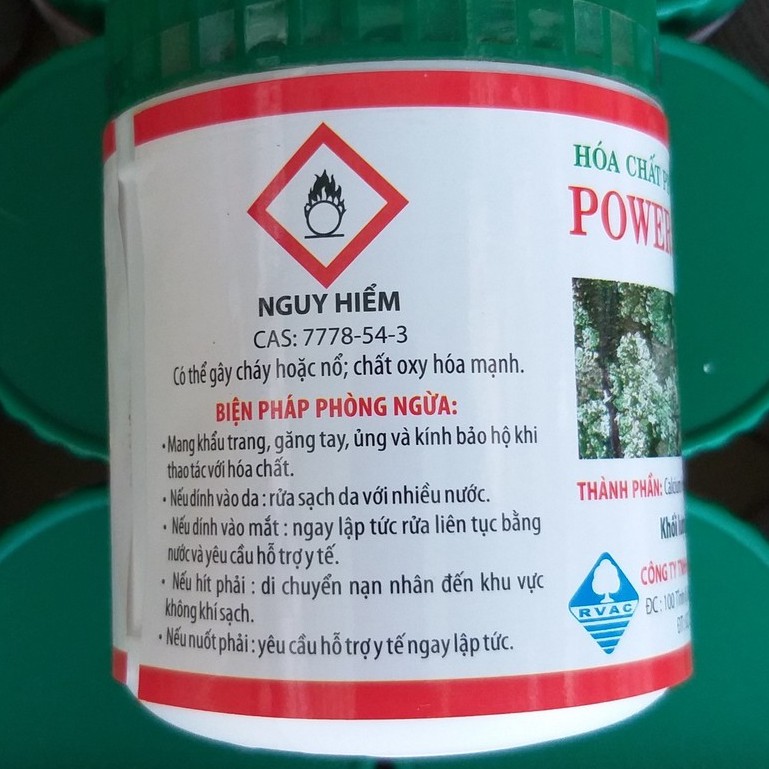 NGUY HIỂM
CAS: 7778-54-3
Có thể gây cháy hoặc nổ; chất oxy hóa mạnh.
BIỆN PHÁP PHÒNG NGỪA:
• Mang khẩu trang, găng tay, ủng và kính bảo hộ khi
thao tác với hóa chất.
• Nếu dính vào da : rửa sạch da với nhiều nước.
• Nếu dính vào mắt : ngay lập tức rửa liên tục bằng
nước và yêu cầu hỗ trợ y tế.
• Nếu hít phải : di chuyển nạn nhân đến khu vực
không khí sạch.
• Nếu nuốt phải : yêu cầu hỗ trợ y tế ngay lập tức.
HÓA CHẤT
POWER
THÀNH PHẦN: Calcium
Khối
RVAC
CÔNG TY
ĐC : 100